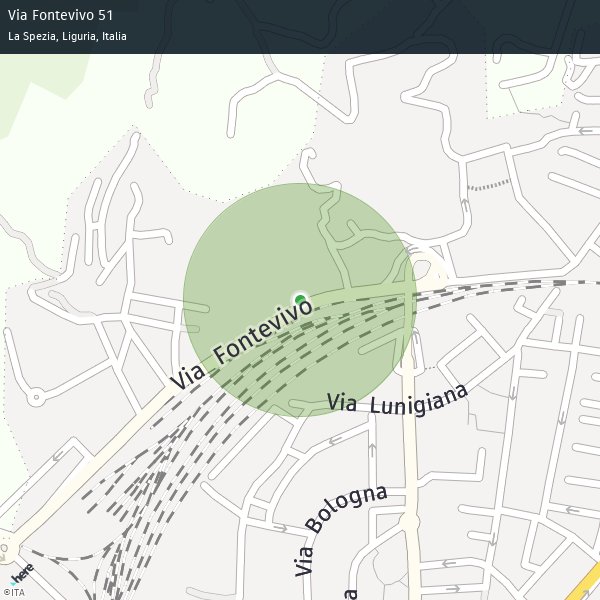 Via Fontevivo 51
La Spezia, Liguria, Italia
Via Fontevivo
Via Lunigiana
Via Bologna
a
here
©ITA